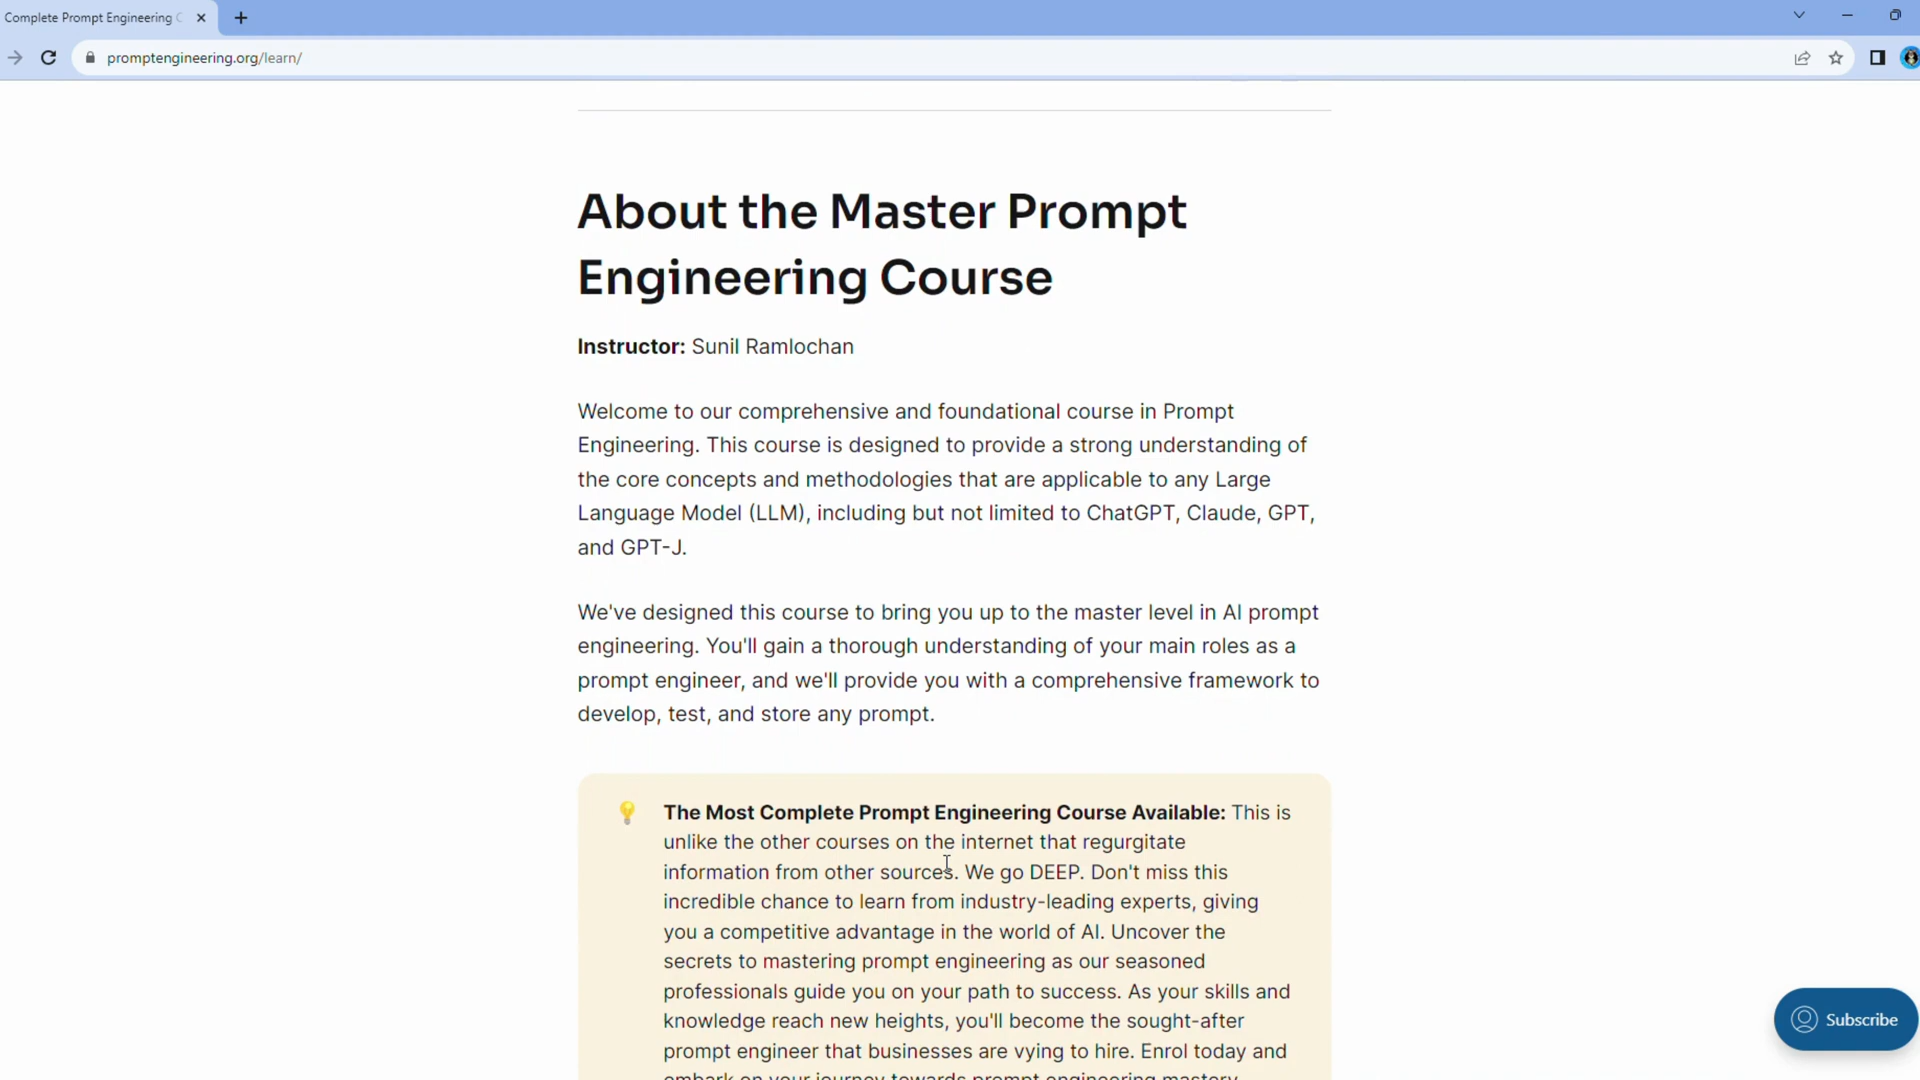 Complete Prompt Engineering C
promptengineering.org/learn/
About the Master Prompt
Engineering Course
Instructor: Sunil Ramlochan
Welcome to our comprehensive and foundational course in Prompt
Engineering. This course is designed to provide a strong understanding of
the core concepts and methodologies that are applicable to any Large
Language Model (LLM), including but not limited to ChatGPT, Claude, GPT,
and GPT-J.
We've designed this course to bring you up to the master level in AI prompt
engineering. You'll gain a thorough understanding of your main roles as a
prompt engineer, and we'll provide you with a comprehensive framework to
develop, test, and store any prompt.
The Most Complete Prompt Engineering Course Available: This is
unlike the other courses on the internet that regurgitate
information from other sources. We go DEEP. Don't miss this
incredible chance to learn from industry-leading experts, giving
you a competitive advantage in the world of AI. Uncover the
secrets to mastering prompt engineering as our seasoned
professionals guide you on your path to success. As your skills and
knowledge reach new heights, you'll become the sought-after
prompt engineer that businesses are vying to hire. Enrol today and
embark on your journey towards prompt engineering mastery
Subscribe